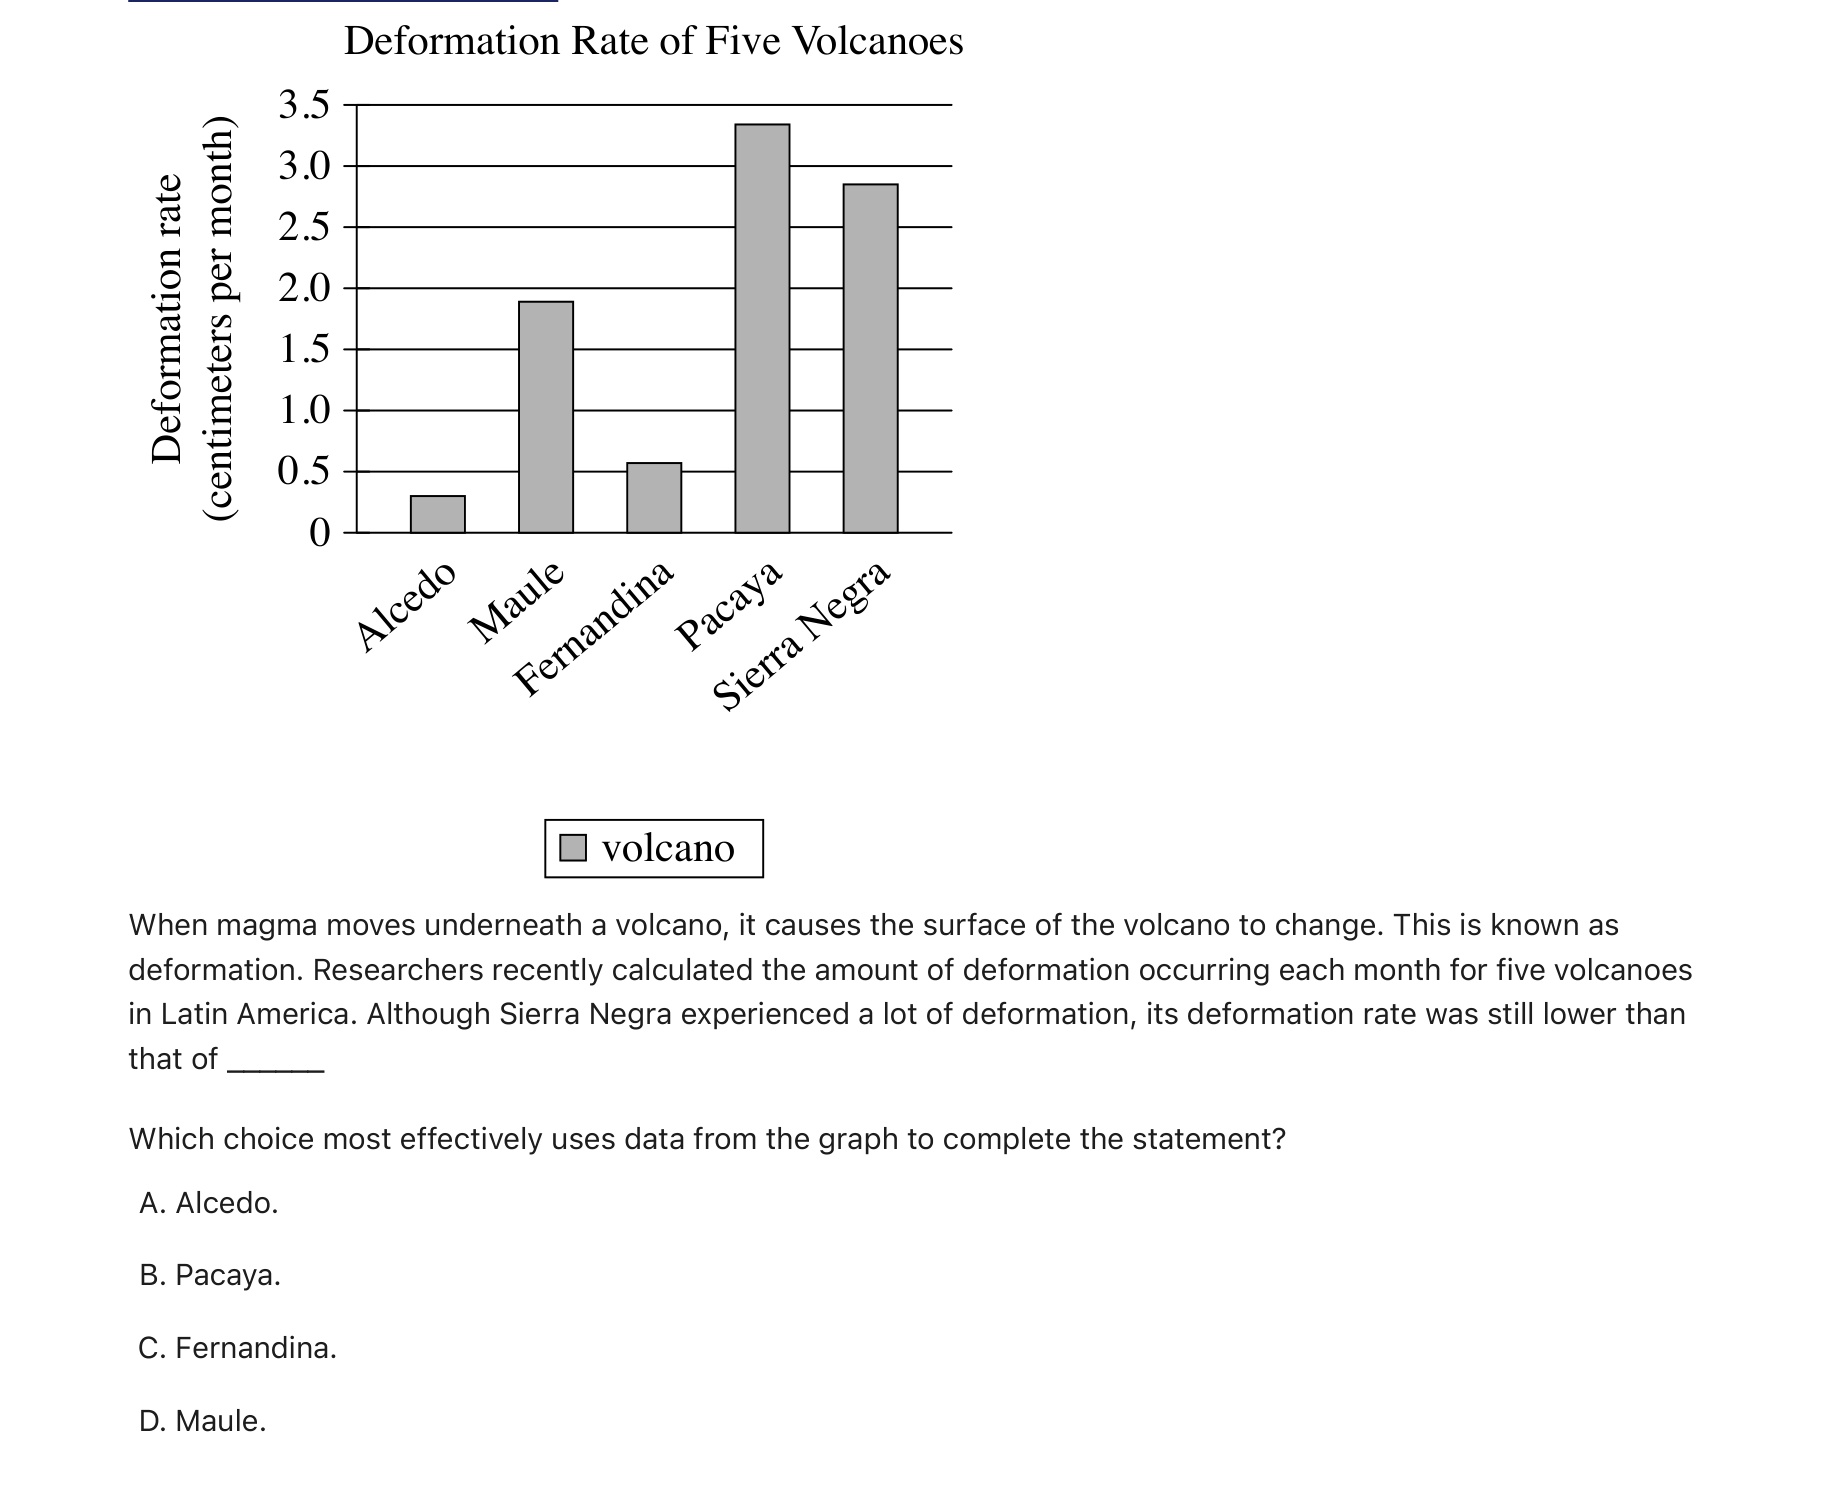 Deformation Rate of Five Volcanoes
Deformation rate
(centimeters per month)
3.5
3.0
2.5
2.0
1.5
1.0
0.5
0
Alcedo
Maule
Fernandina
Pacaya
Sierra Negra
volcano
When magma moves underneath a volcano, it causes the surface of the volcano to change. This is known as
deformation. Researchers recently calculated the amount of deformation occurring each month for five volcanoes
in Latin America. Although Sierra Negra experienced a lot of deformation, its deformation rate was still lower than
that of ______
Which choice most effectively uses data from the graph to complete the statement?
A. Alcedo.
B. Pacaya.
C. Fernandina.
D. Maule.